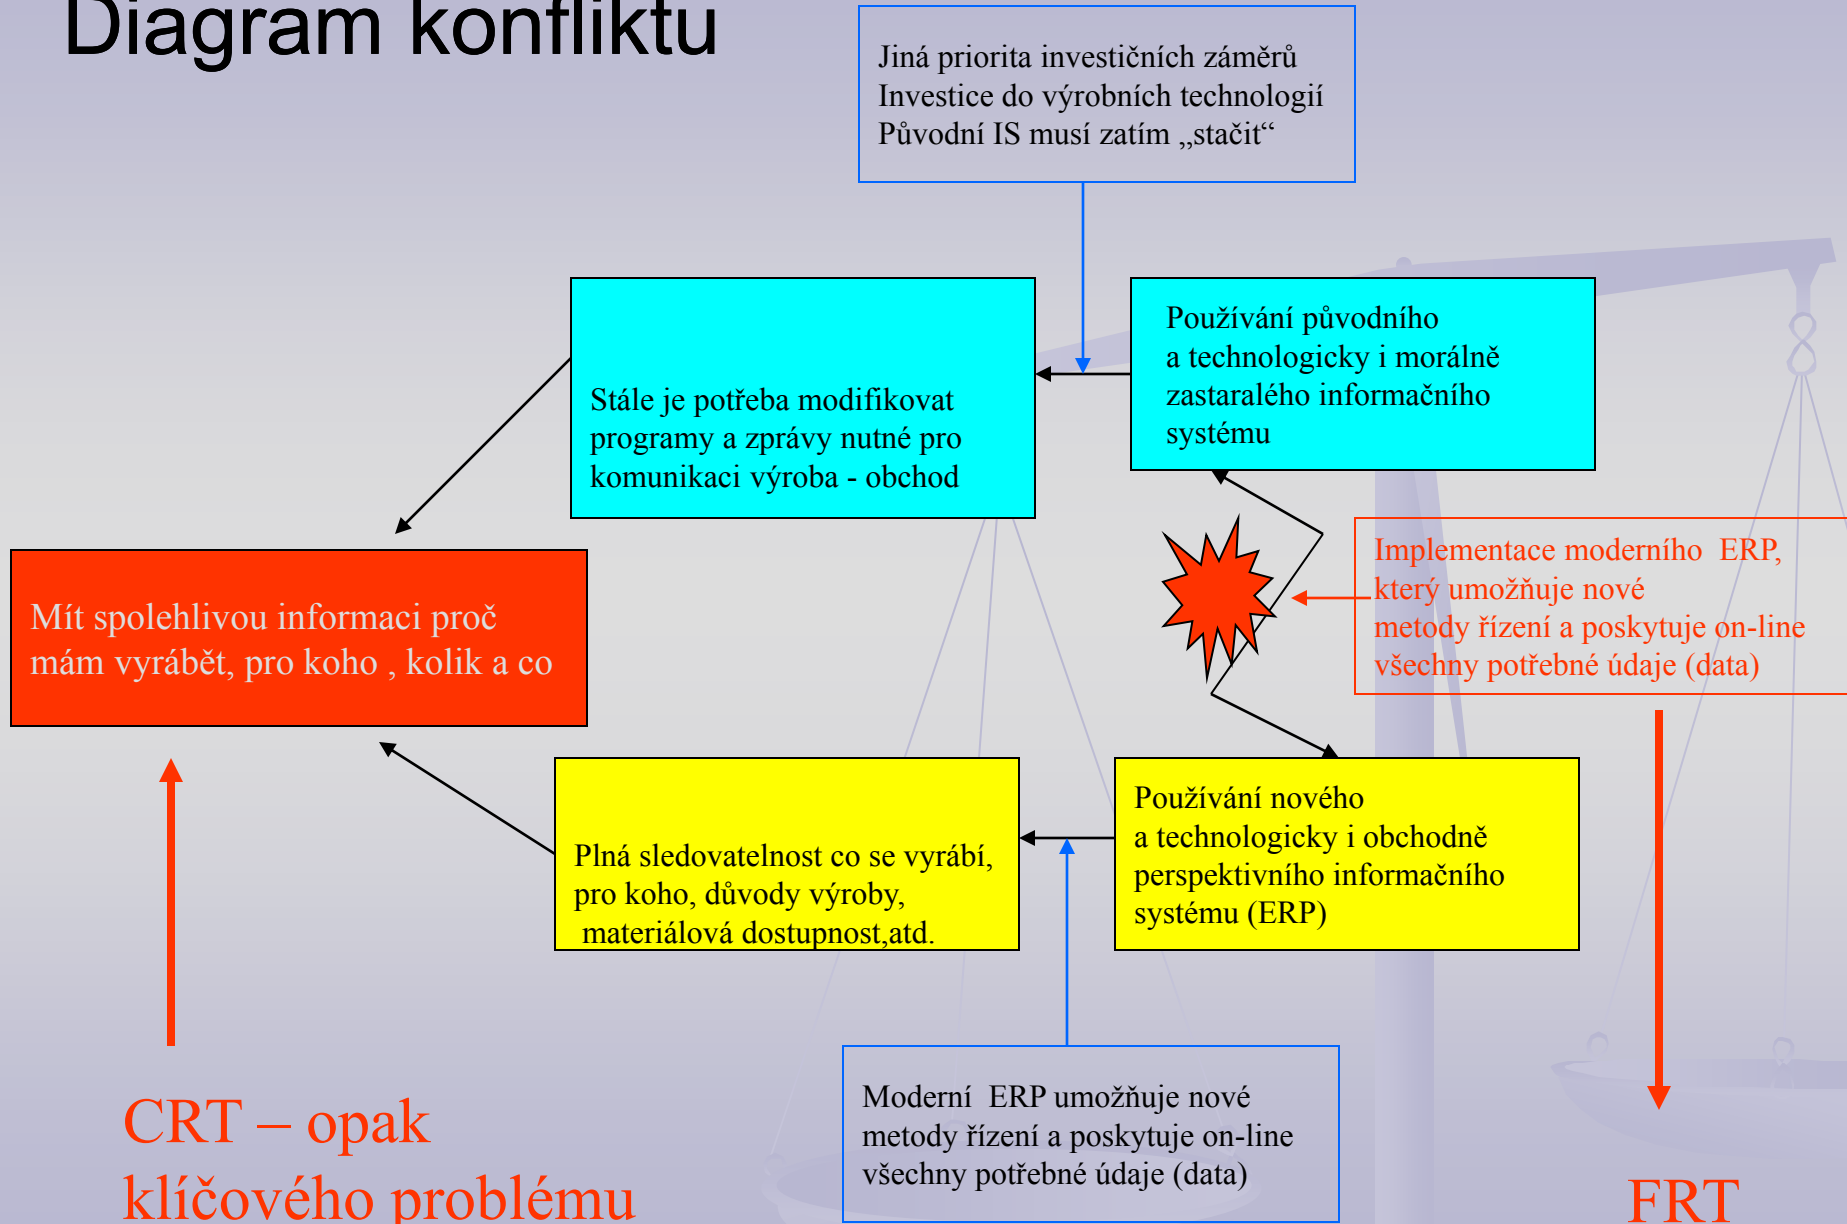 Diagram konfliktu
Jiná priorita investičních záměrů
Investice do výrobních technologií
Původní IS musí zatím „stačit“
Stále je potřeba modifikovat
programy a zprávy nutné pro
komunikaci výroba - obchod
Používání původního
a technologicky i morálně
zastaralého informačního
systému
Mít spolehlivou informaci proč
mám vyrábět, pro koho , kolik a co
Implementace moderního  ERP,
který umožňuje nové
metody řízení a poskytuje on-line
všechny potřebné údaje (data)
Plná sledovatelnost co se vyrábí,
pro koho, důvody výroby,
materiálová dostupnost,atd.
Používání nového
a technologicky i obchodně
perspektivního informačního
systému (ERP)
Moderní  ERP umožňuje nové
metody řízení a poskytuje on-line
všechny potřebné údaje (data)
CRT – opak
klíčového problému
FRT